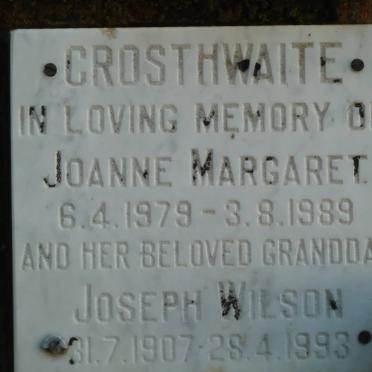 CROSTHWAITE
IN LOVING MEMORY O
JOANNE MARGARET
6.4.1979 - 3.8.1989
AND HER BELOVED GRANDDA
JOSEPH WILSON
31.7.1907-28.4.1993